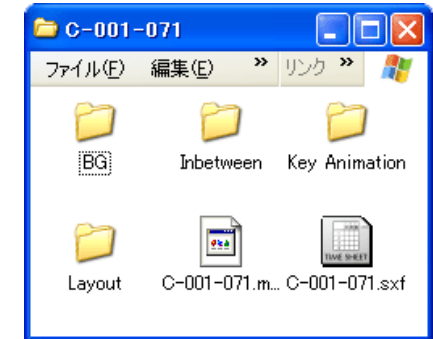 C-001-071
ファイル(F) 編集(E) » リンク »
BG Inbetween Key Animation
TIME SHEET
Layout C-001-071.m... C-001-071.sxf